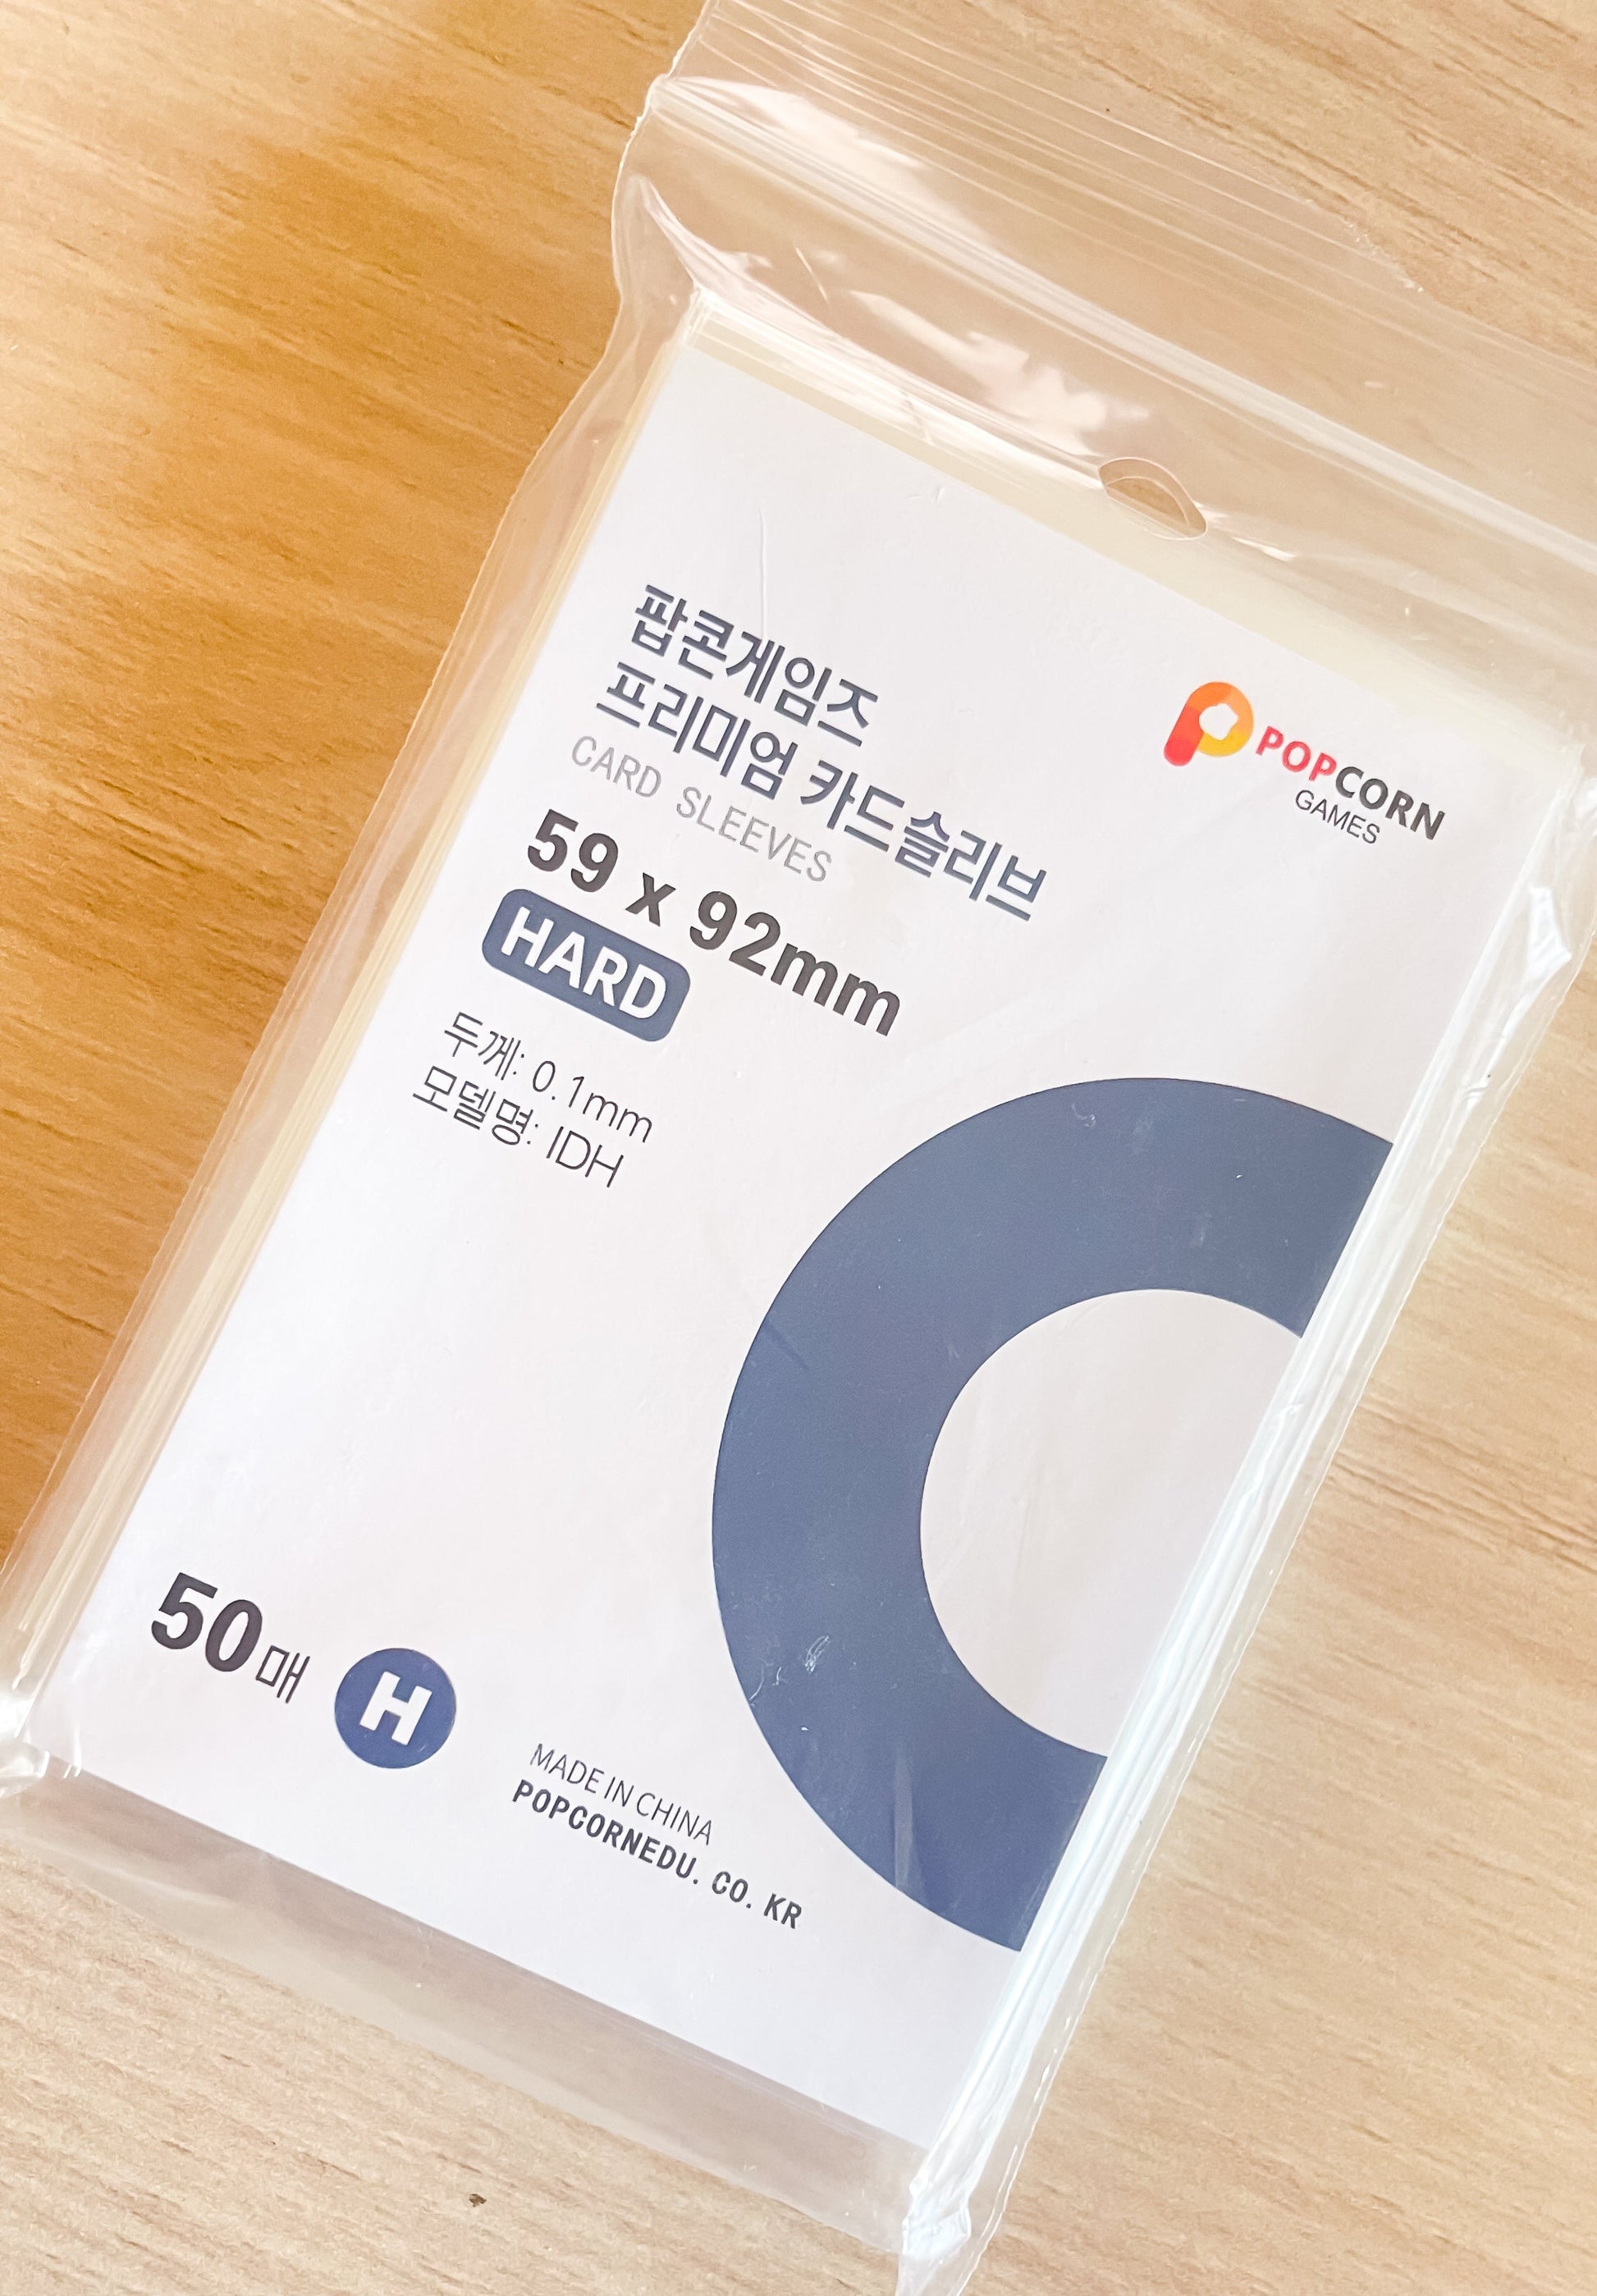 팝콘게임즈
프리미엄 카드슬리브
CARD SLEEVES
59 x 92mm
HARD
두께: 0.1mm
모델명: IDH
POPCORN
GAMES
50매
H
MADE IN CHINA
POPCORNEDU. CO. KR